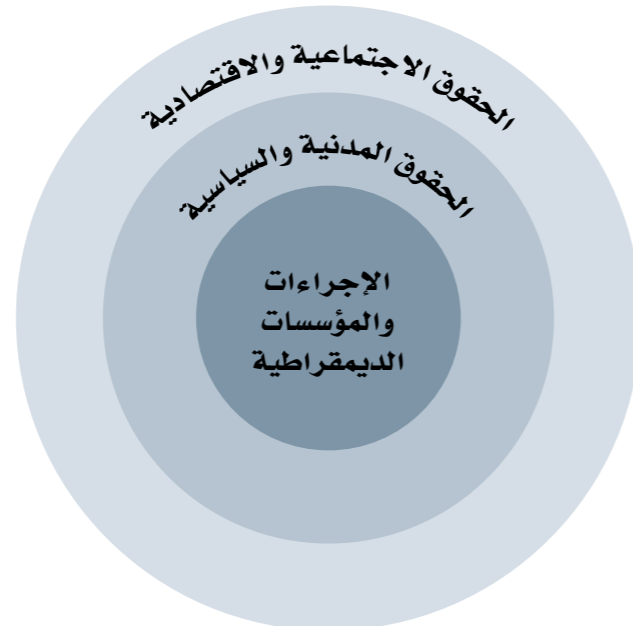 الحقوق الاجتماعية والاقتصادية
الحقوق المدنية والسياسية
الإجراءات
والمؤسسات
الديمقراطية